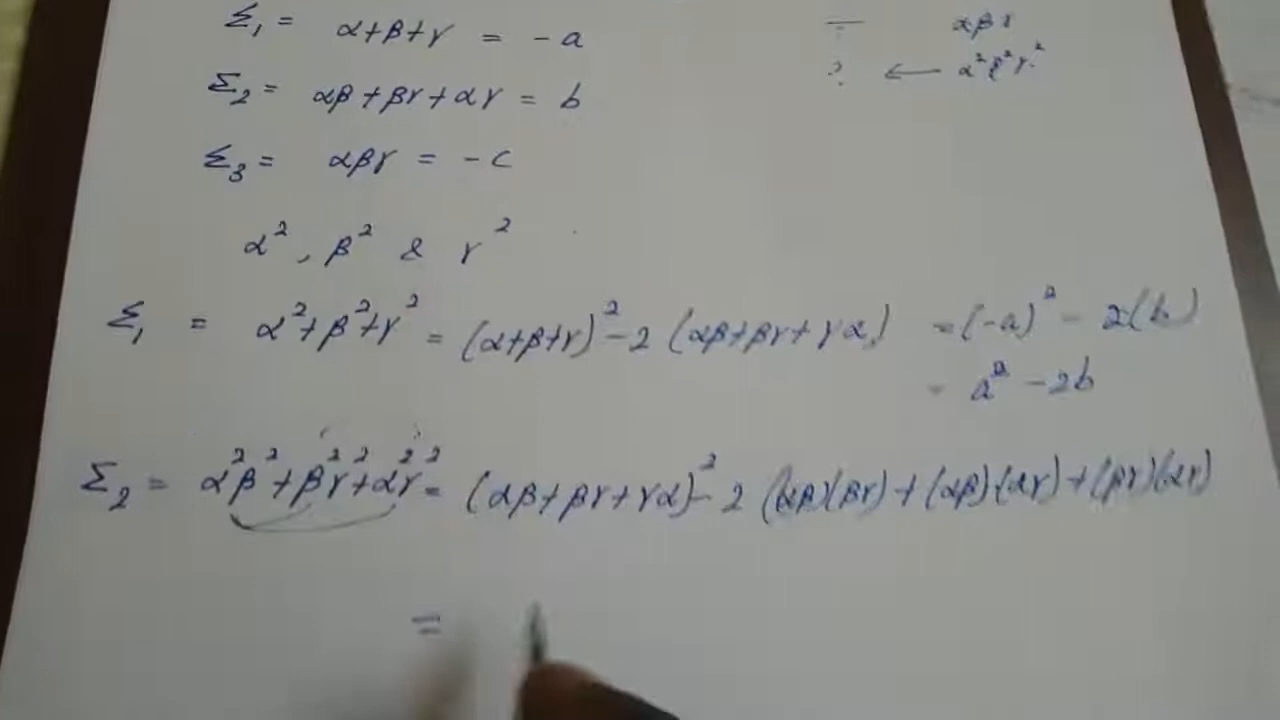 Σ₁ = α+β+γ = -a
Σ₂ = αβ+βγ+αγ = b
Σ₃ = αβγ = -c
αβγ
? ← α²β²γ²
α², β² & γ²
Σ₁ = α²+β²+γ² = (α+β+γ)²-2 (αβ+βγ+γα) = (-a)² - 2(b)
= a² - 2b
Σ₂ = α²β²+β²γ²+α²γ² = (αβ+βγ+γα)²- 2 (αβ)(βγ)+(αβ)(αγ)+(βγ)(αγ)
=